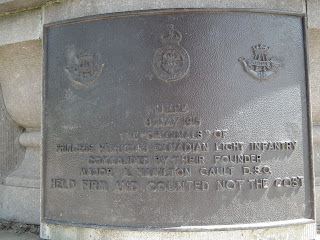 HERE
8 MAY 1915
THE ORIGINALS OF
PRINCESS PATRICIA'S CANADIAN LIGHT INFANTRY
COMMANDED BY THEIR FOUNDER
MAJOR A. HAMILTON GAULT D.S.O.
HELD FIRM AND COUNTED NOT THE COST